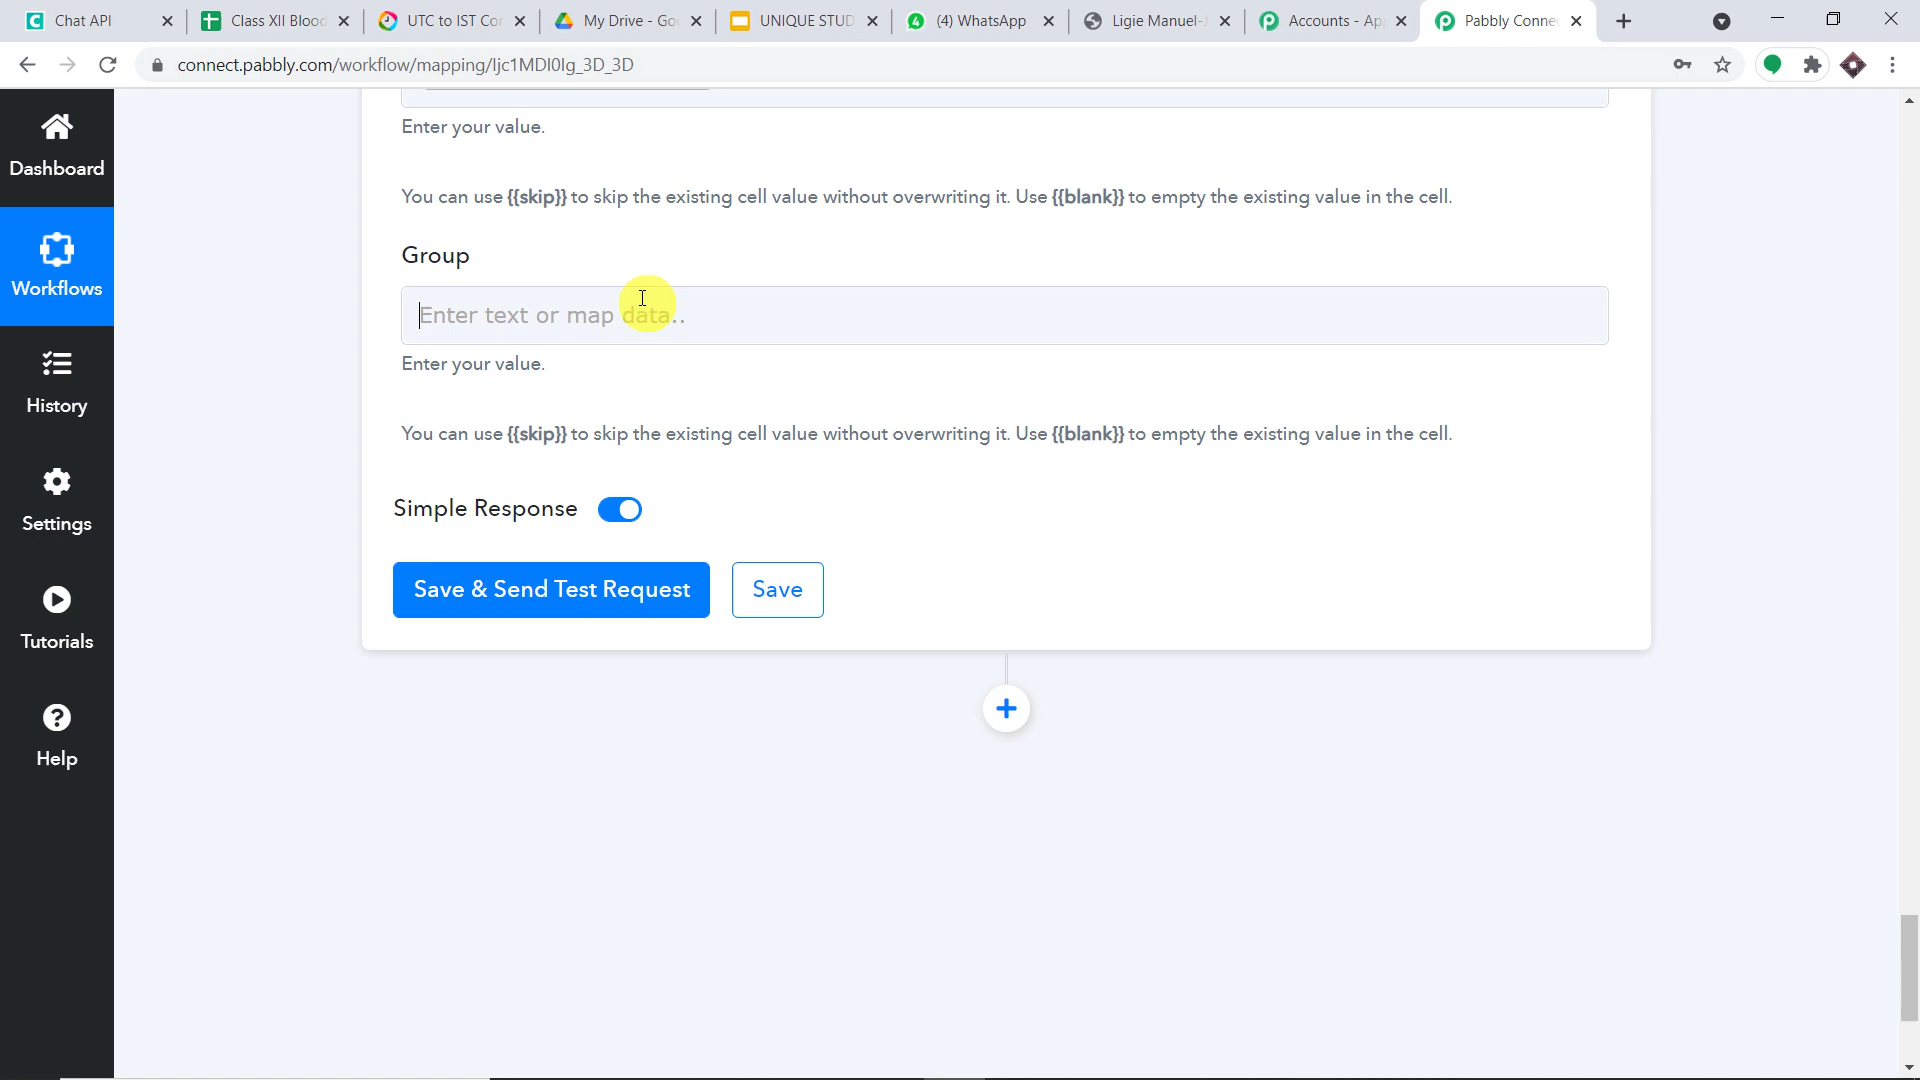 Chat API
Class XII Blood
UTC to IST Con
My Drive - Goo
UNIQUE STUD
(4) WhatsApp
Ligie Manuel-J
Accounts - Ap
Pabbly Conne
connect.pabbly.com/workflow/mapping/Ijc1MDI0Ig_3D_3D
Dashboard
Workflows
History
Settings
Tutorials
Help
Enter your value.
You can use {{skip}} to skip the existing cell value without overwriting it. Use {{blank}} to empty the existing value in the cell.
Group
Enter text or map data..
Enter your value.
You can use {{skip}} to skip the existing cell value without overwriting it. Use {{blank}} to empty the existing value in the cell.
Simple Response
Save & Send Test Request
Save